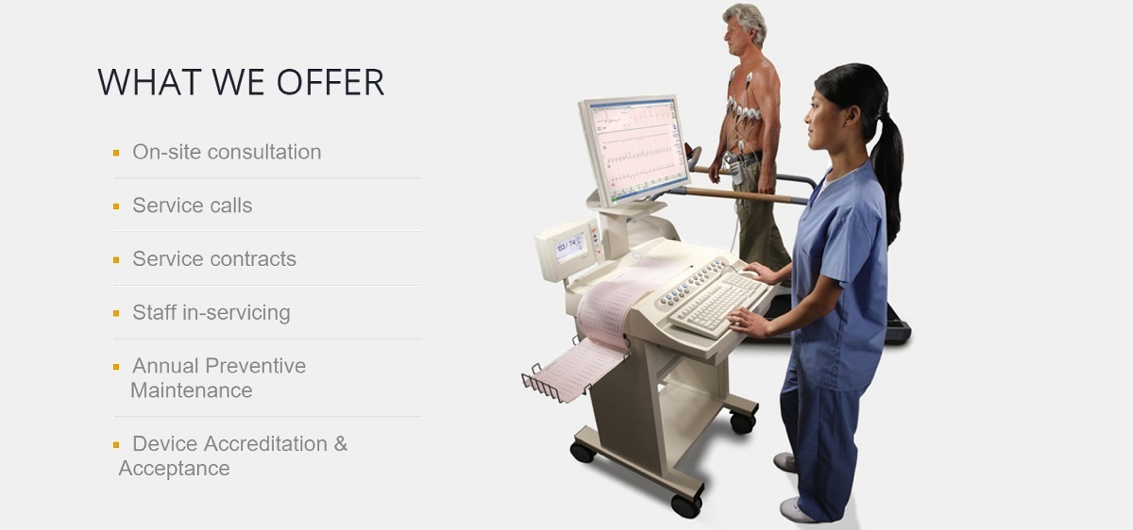 WHAT WE OFFER
On-site consultation
Service calls
Service contracts
Staff in-servicing
Annual Preventive
Maintenance
Device Accreditation &
Acceptance